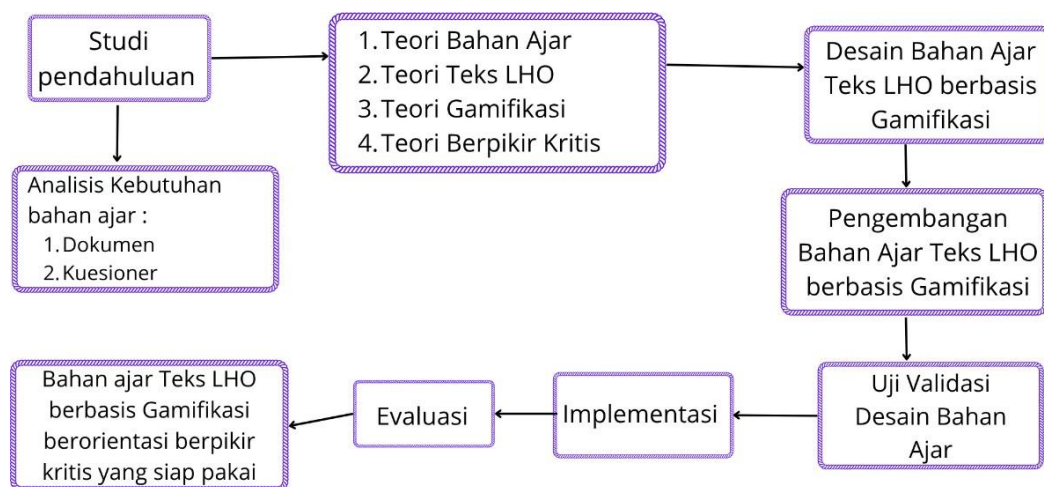 Studi
pendahuluan
1. Teori Bahan Ajar
2. Teori Teks LHO
3. Teori Gamifikasi
4. Teori Berpikir Kritis
Desain Bahan Ajar
Teks LHO berbasis
Gamifikasi
Analisis Kebutuhan
bahan ajar :
1. Dokumen
2. Kuesioner
Pengembangan
Bahan Ajar Teks LHO
berbasis Gamifikasi
Uji Validasi
Desain Bahan
Ajar
Implementasi
Evaluasi
Bahan ajar Teks LHO
berbasis Gamifikasi
berorientasi berpikir
kritis yang siap pakai